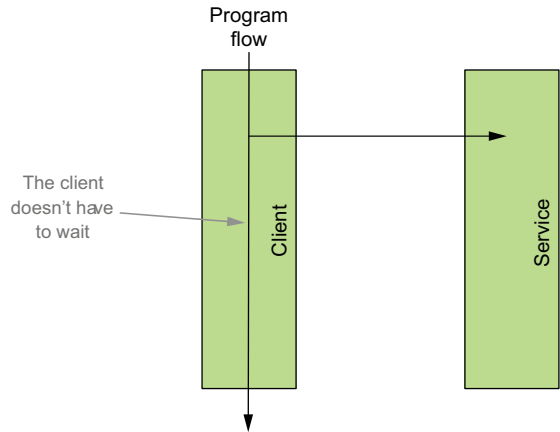 Program
flow
The client
doesn't have
to wait
Client
Service